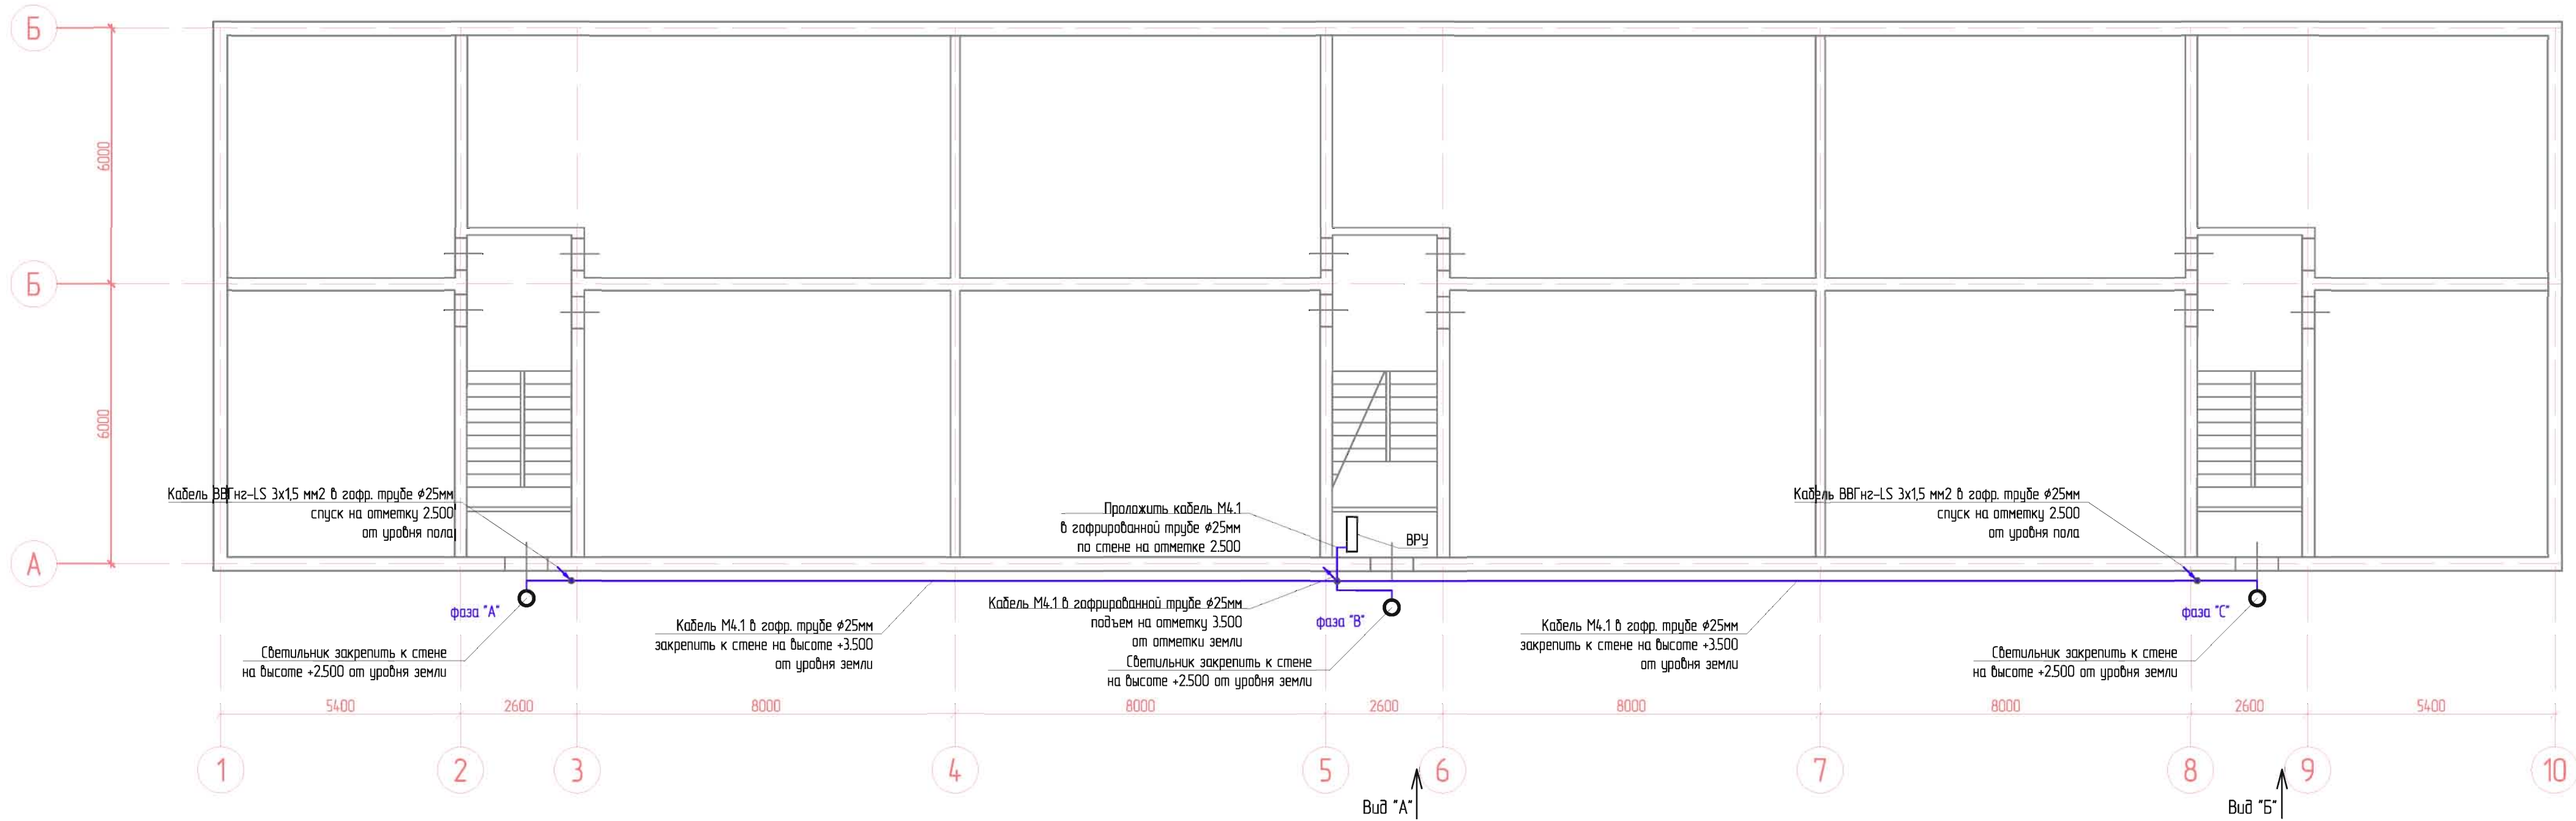 Б
6000
Б
6000
А
Кабель ВВГнг-LS 3х1,5 мм2 в гофр. трубе ⌀25мм
спуск на отметку 2.500
от уровня пола
Проложить кабель М4.1
в гофрированной трубе ⌀25мм
по стене на отметке 2.500
ВРУ
Кабель ВВГнг-LS 3х1,5 мм2 в гофр. трубе ⌀25мм
спуск на отметку 2.500
от уровня пола
фаза "А"
Кабель М4.1 в гофр. трубе ⌀25мм
закрепить к стене на высоте +3.500
от уровня земли
Кабель М4.1 в гофрированной трубе ⌀25мм
подъем на отметку 3.500
от отметки земли
фаза "В"
Кабель М4.1 в гофр. трубе ⌀25мм
закрепить к стене на высоте +3.500
от уровня земли
фаза "С"
Светильник закрепить к стене
на высоте +2.500 от уровня земли
Светильник закрепить к стене
на высоте +2.500 от уровня земли
Светильник закрепить к стене
на высоте +2.500 от уровня земли
5400 2600 8000 8000 2600 8000 8000 2600 5400
1 2 3 4 5 6 7 8 9 10
Вид "А"
Вид "Б"